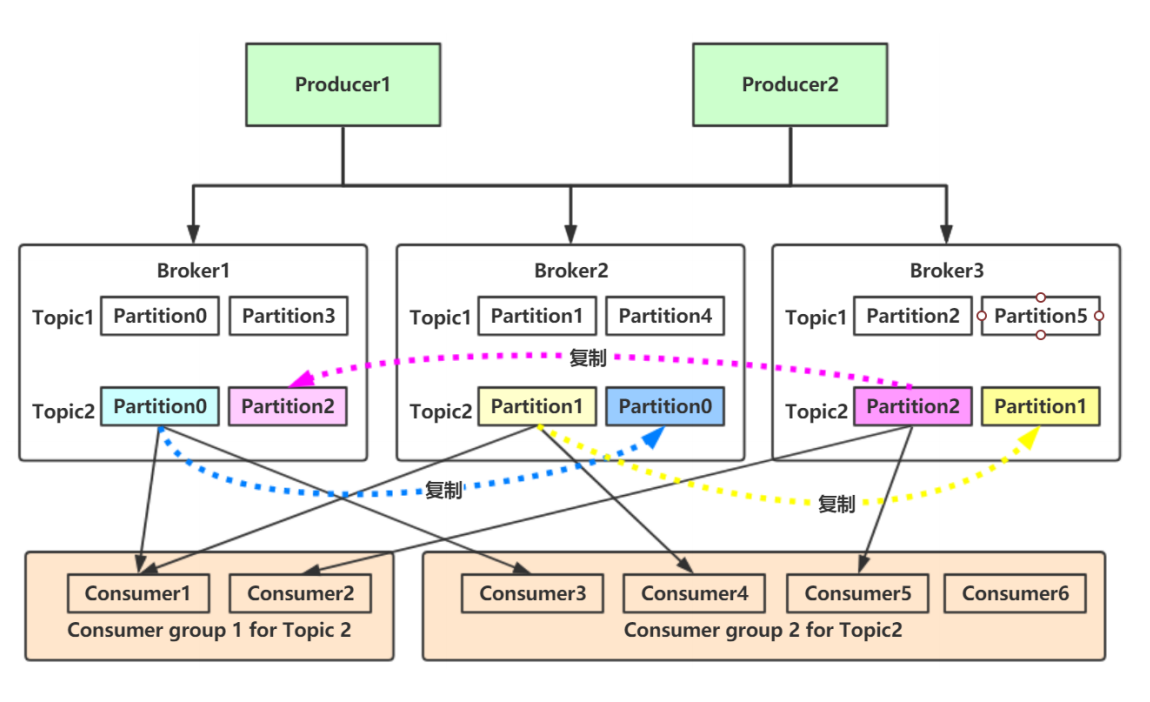 Producer1
Producer2
Broker1
Broker2
Broker3
Topic1 Partition0 Partition3
Topic1 Partition1 Partition4
Topic1 Partition2 Partition5
复制
Topic2 Partition0 Partition2
Topic2 Partition1 Partition0
Topic2 Partition2 Partition1
复制
复制
Consumer1 Consumer2
Consumer group 1 for Topic 2
Consumer3 Consumer4 Consumer5 Consumer6
Consumer group 2 for Topic2